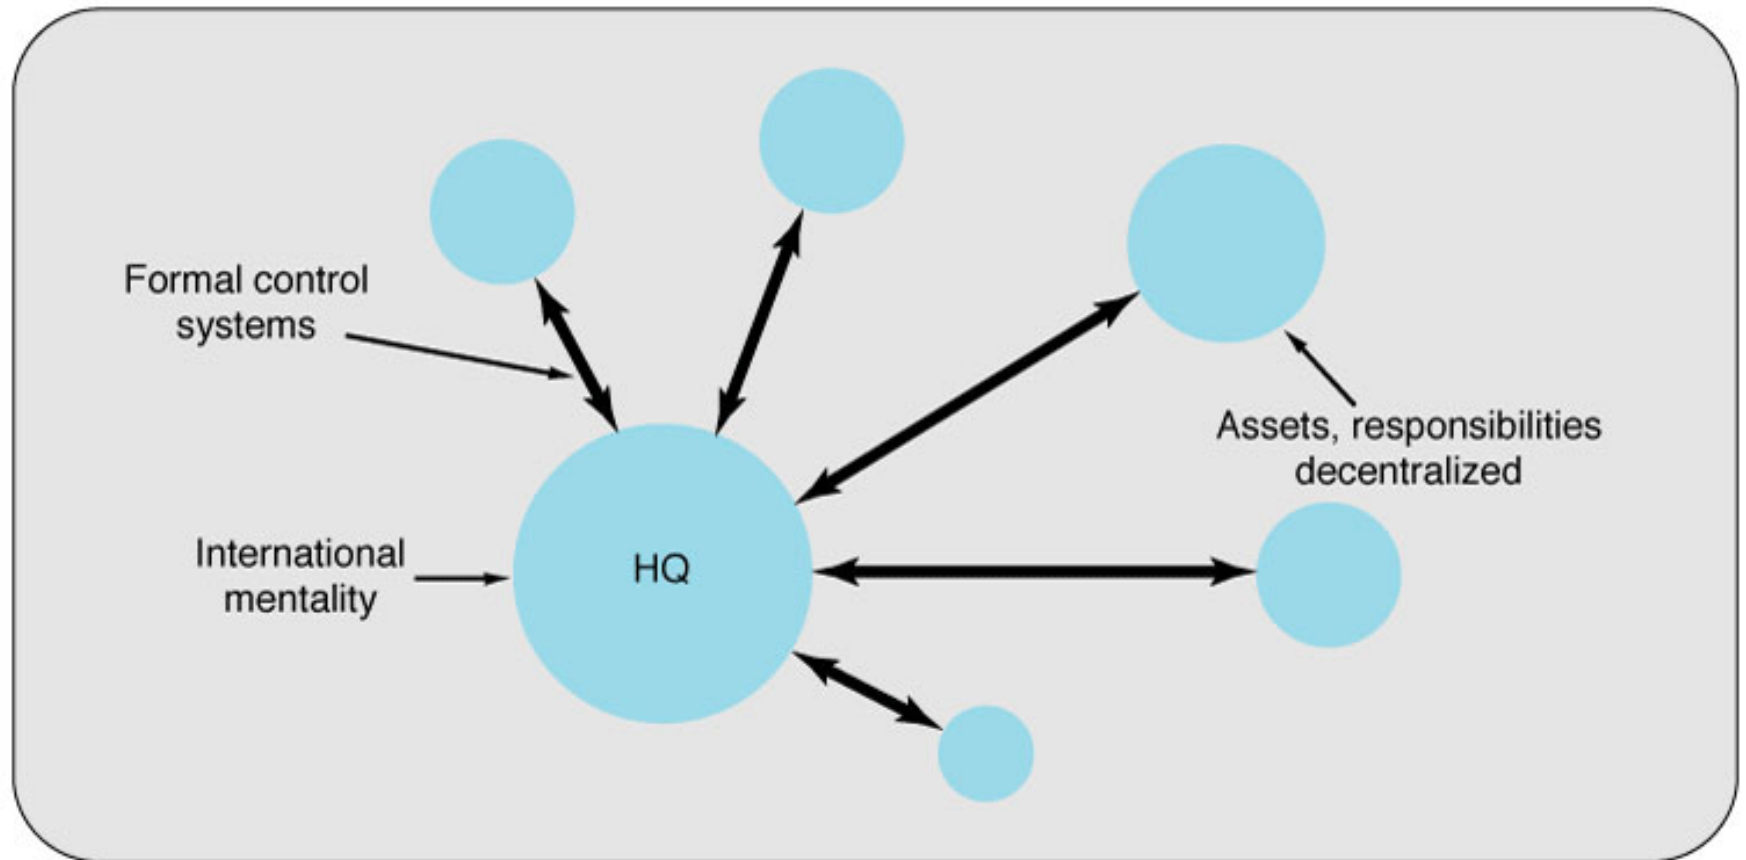 Formal control
systems
Assets, responsibilities
decentralized
International
mentality
HQ